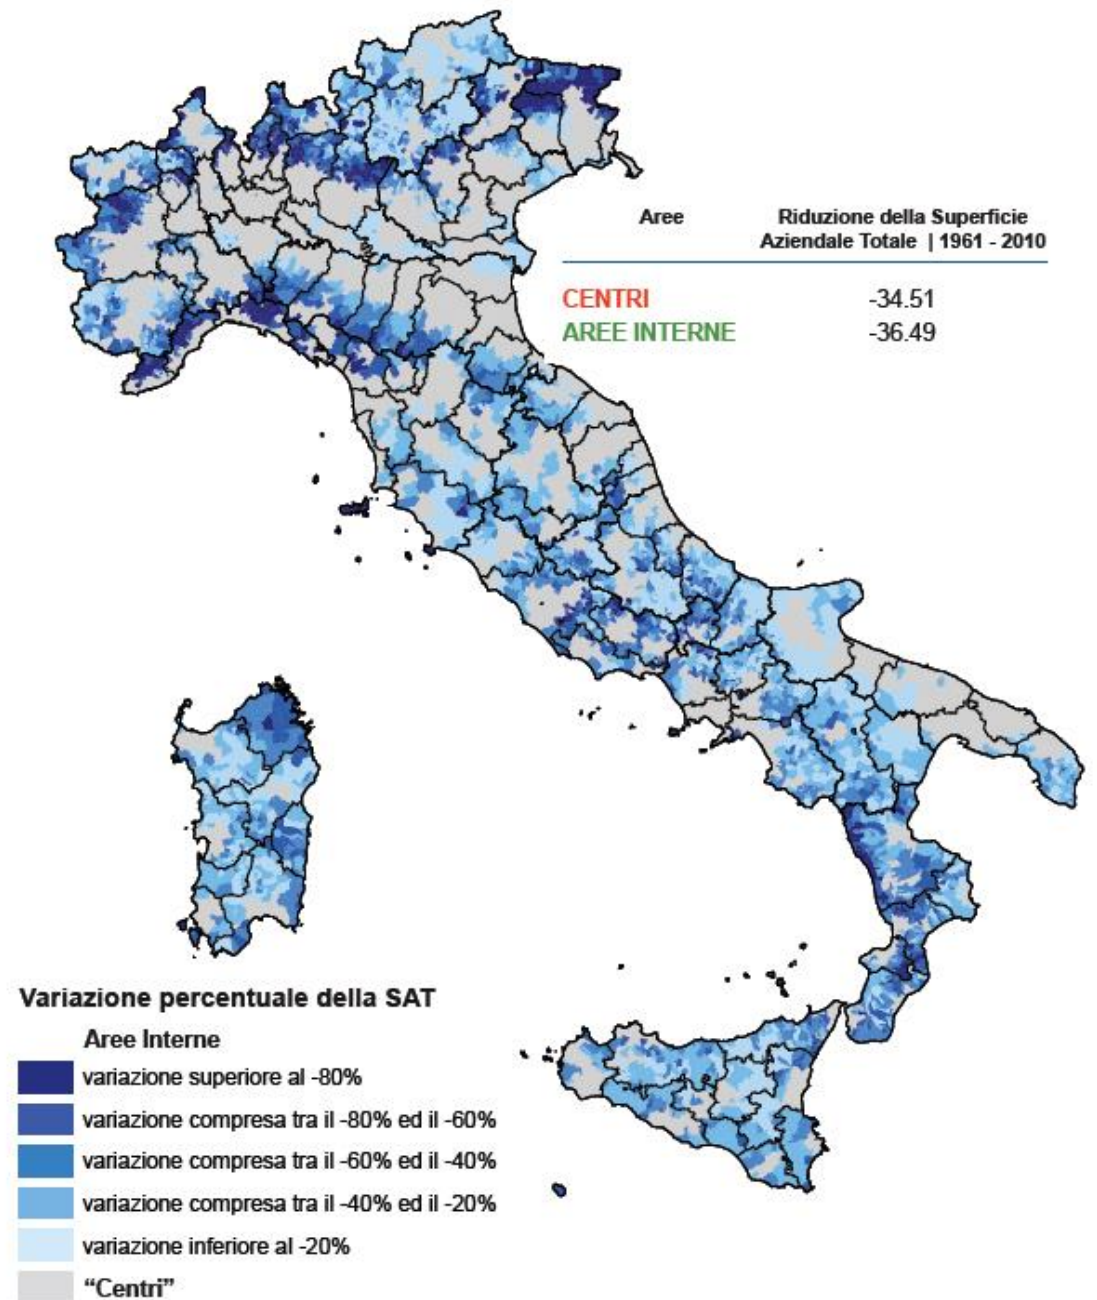 Aree
Riduzione della Superficie
Aziendale Totale | 1961 - 2010
CENTRI
-34.51
AREE INTERNE
-36.49
Variazione percentuale della SAT
Aree Interne
variazione superiore al -80%
variazione compresa tra il -80% ed il -60%
variazione compresa tra il -60% ed il -40%
variazione compresa tra il -40% ed il -20%
variazione inferiore al -20%
“Centri”